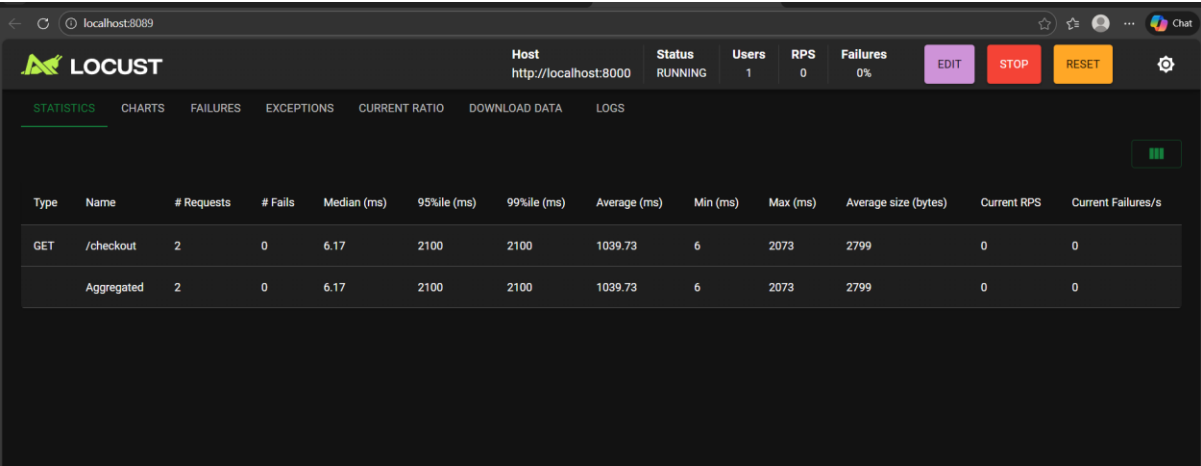 localhost:8089
Chat
LOCUST
Host Status Users RPS Failures
http://localhost:8000 RUNNING 1 0 0%
EDIT STOP RESET
STATISTICS CHARTS FAILURES EXCEPTIONS CURRENT RATIO DOWNLOAD DATA LOGS
Type Name # Requests # Fails Median (ms) 95%ile (ms) 99%ile (ms) Average (ms) Min (ms) Max (ms) Average size (bytes) Current RPS Current Failures/s
GET /checkout 2 0 6.17 2100 2100 1039.73 6 2073 2799 0 0
Aggregated 2 0 6.17 2100 2100 1039.73 6 2073 2799 0 0